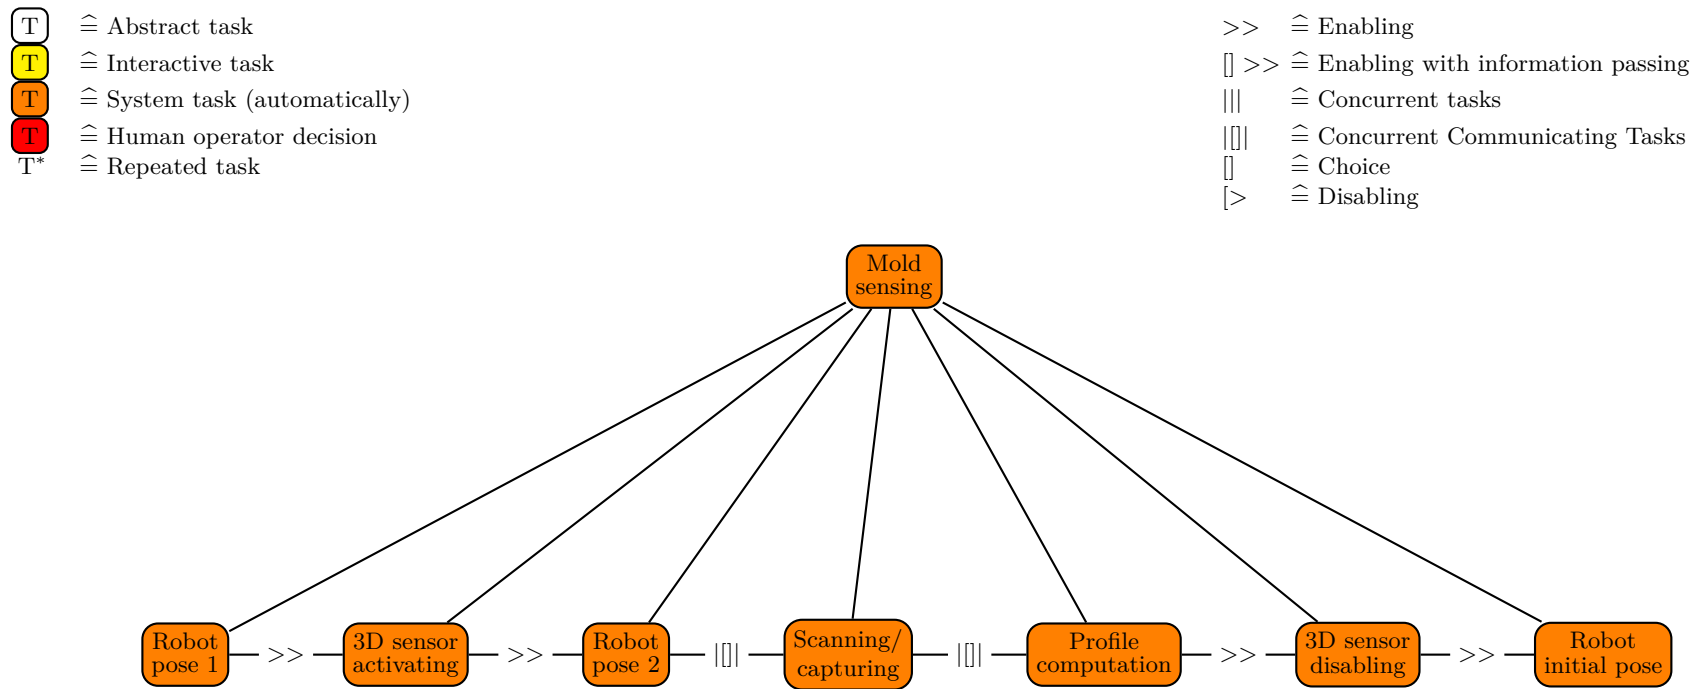 T ≙ Abstract task
T ≙ Interactive task
T ≙ System task (automatically)
T ≙ Human operator decision
T* ≙ Repeated task
>> ≙ Enabling
[] >> ≙ Enabling with information passing
||| ≙ Concurrent tasks
|[]| ≙ Concurrent Communicating Tasks
[] ≙ Choice
[> ≙ Disabling
Mold
sensing
Robot
pose 1
>>
3D sensor
activating
>>
Robot
pose 2
|[]|
Scanning/
capturing
|[]|
Profile
computation
>>
3D sensor
disabling
>>
Robot
initial pose